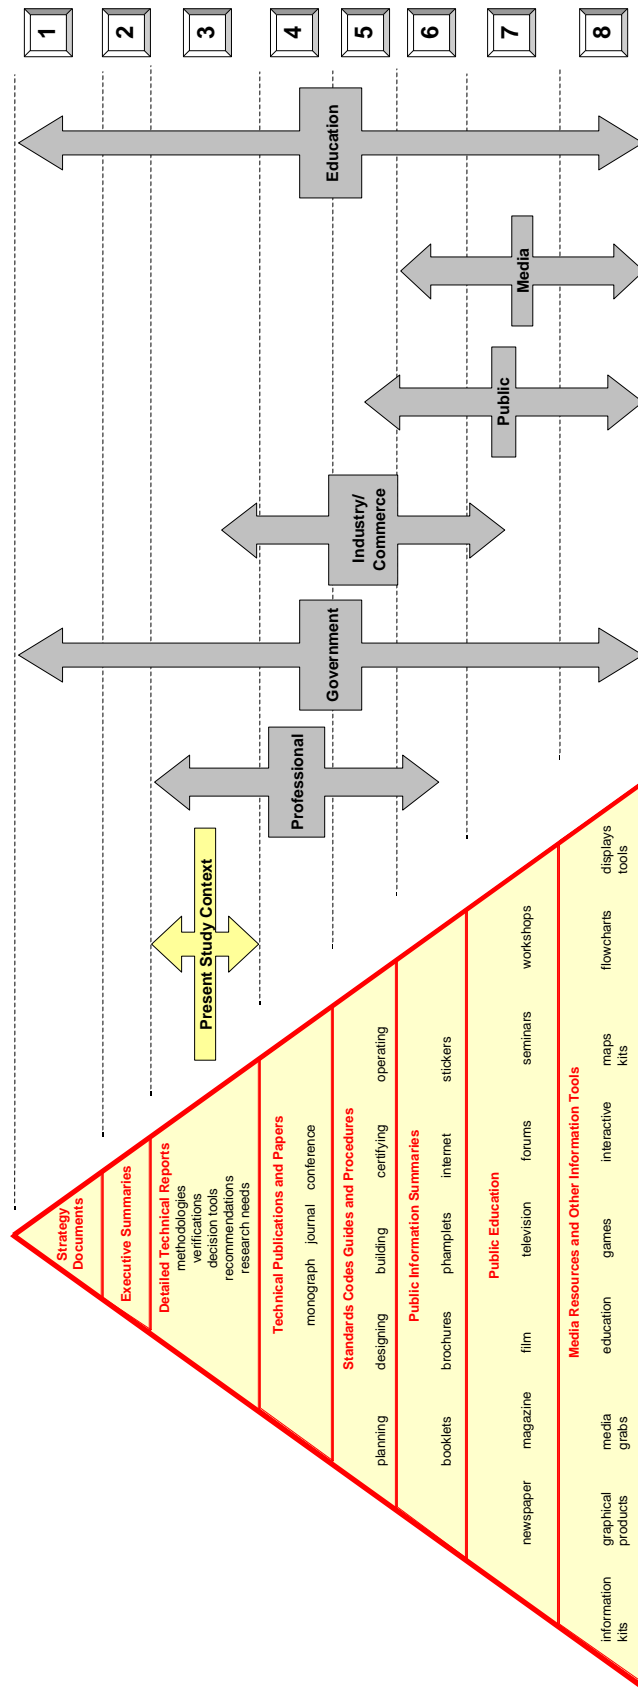 1
2
3
4
5
6
7
8
Education
Media
Public
Industry/
Commerce
Government
Professional
Present Study Context
Strategy
Documents
Executive Summaries
Detailed Technical Reports
methodologies
verifications
decision tools
recommendations
research needs
Technical Publications and Papers
monograph journal conference
Standards Codes Guides and Procedures
planning designing building certifying operating
Public Information Summaries
booklets brochures phamplets internet stickers
Public Education
newspaper magazine film television forums seminars workshops
Media Resources and Other Information Tools
information graphical media education games interactive maps flowcharts displays
kits products grabs kits tools